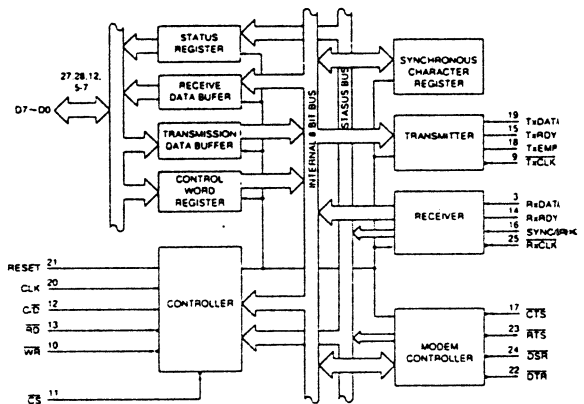 STATUS
REGISTER
RECEIVE
DATA BUFER
TRANSMISSION
DATA BUFFER
CONTROL
WORD
REGISTER
27.28.12,
5-7
D7~D0
INTERNAL 8 BIT BUS
STASUS BUS
SYNCHRONOUS
CHARACTER
REGISTER
TRANSMITTER
19 TxDATA
15 TxRDY
18 TxEMP
9 TxCLK
RECEIVER
3 RxDATA
14 RxRDY
16
25 RxCLK
RESET 21
CLK 20
C/D 12
RD 13
WR 10
CS 11
CONTROLLER
MODEM
CONTROLLER
17 CTS
23 RTS
24 DSR
22 DTR